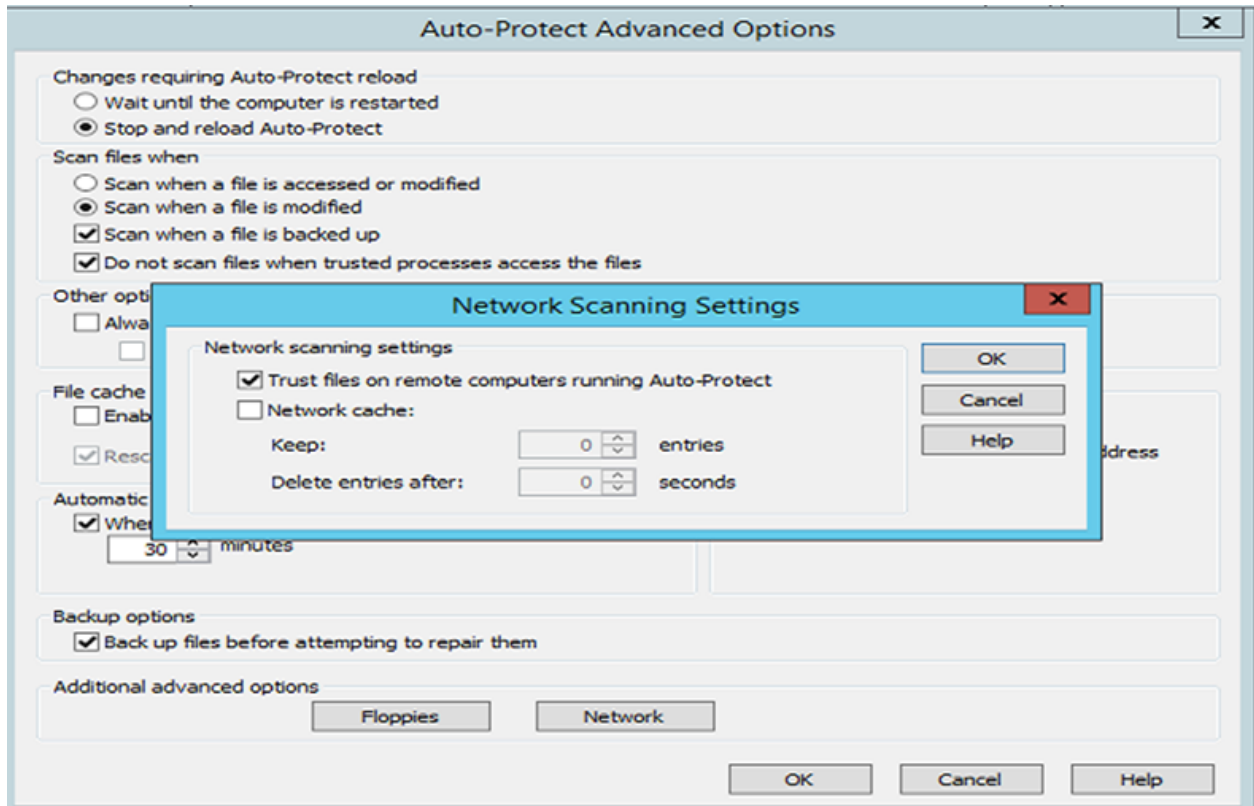 Auto-Protect Advanced Options
Changes requiring Auto-Protect reload
Wait until the computer is restarted
Stop and reload Auto-Protect
Scan files when
Scan when a file is accessed or modified
Scan when a file is modified
Scan when a file is backed up
Do not scan files when trusted processes access the files
Other opti
Alwa
File cache
Enab
Resc
ddress
Automatic
When
30 minutes
Network Scanning Settings
Network scanning settings
Trust files on remote computers running Auto-Protect
Network cache:
Keep: 0 entries
Delete entries after: 0 seconds
OK
Cancel
Help
Backup options
Back up files before attempting to repair them
Additional advanced options
Floppies Network
OK Cancel Help